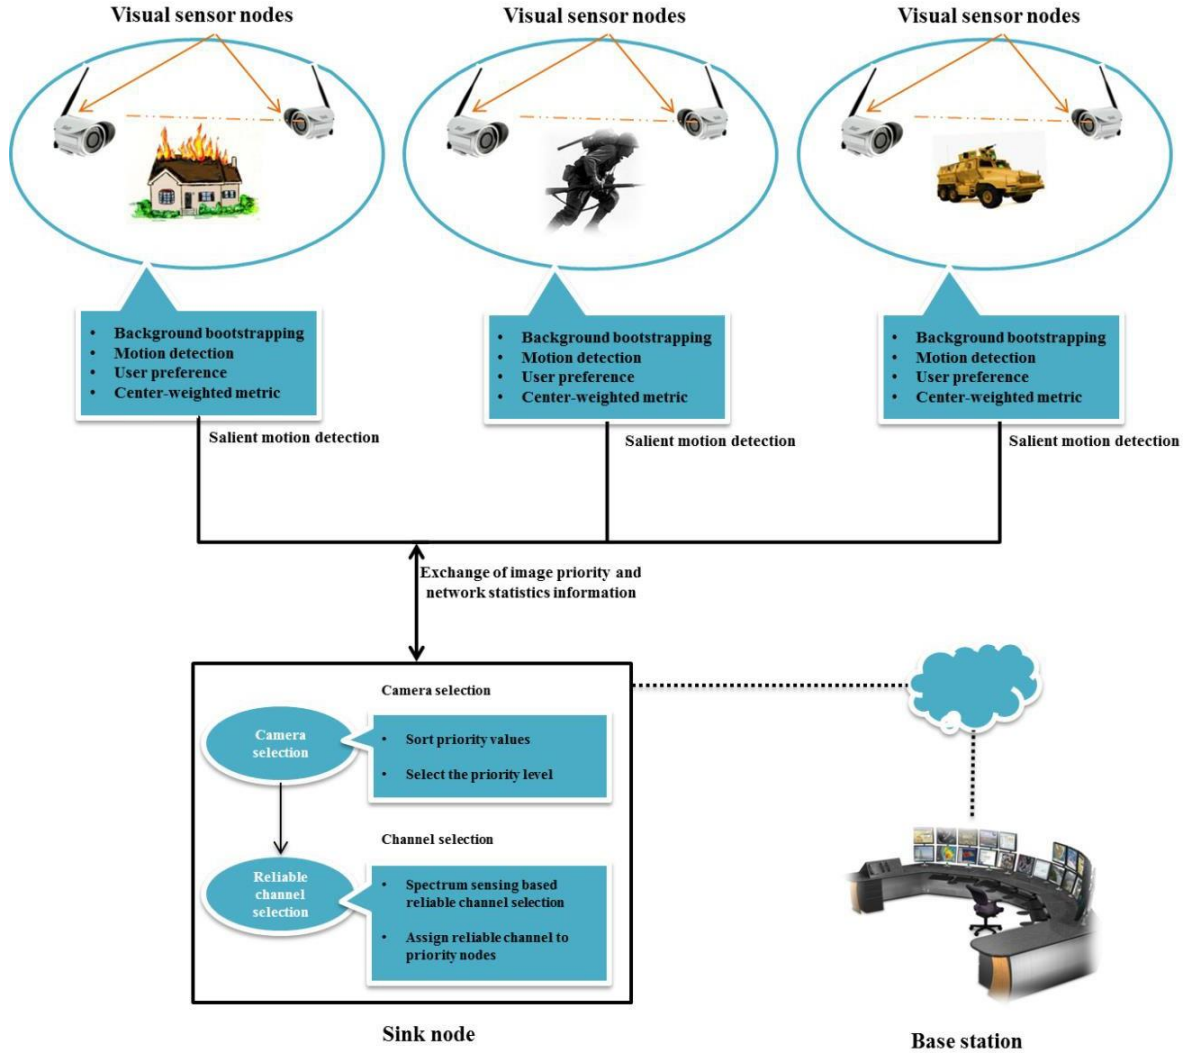 Visual sensor nodes
Visual sensor nodes
Visual sensor nodes
• Background bootstrapping
• Motion detection
• User preference
• Center-weighted metric
• Background bootstrapping
• Motion detection
• User preference
• Center-weighted metric
• Background bootstrapping
• Motion detection
• User preference
• Center-weighted metric
Salient motion detection
Salient motion detection
Salient motion detection
Exchange of image priority and
network statistics information
Camera selection
Camera
selection
• Sort priority values
• Select the priority level
Channel selection
Reliable
channel
selection
• Spectrum sensing based
reliable channel selection
• Assign reliable channel to
priority nodes
Sink node
Base station